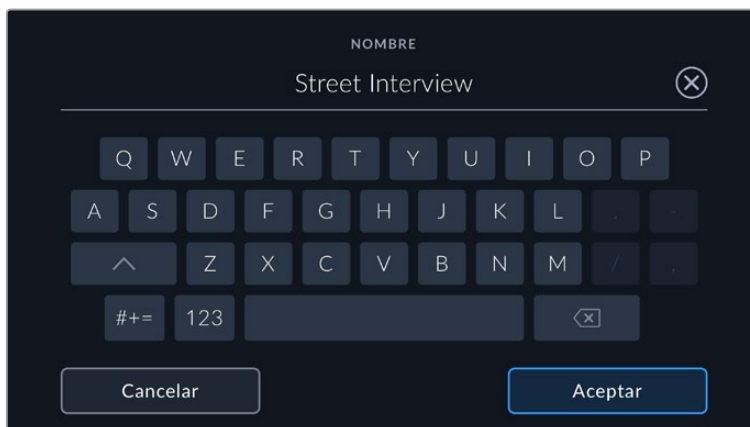 NOMBRE
Street Interview
Q W E R T Y U I O P
A S D F G H J K L . -
Z X C V B N M / ,
#+= 123
Cancelar Aceptar